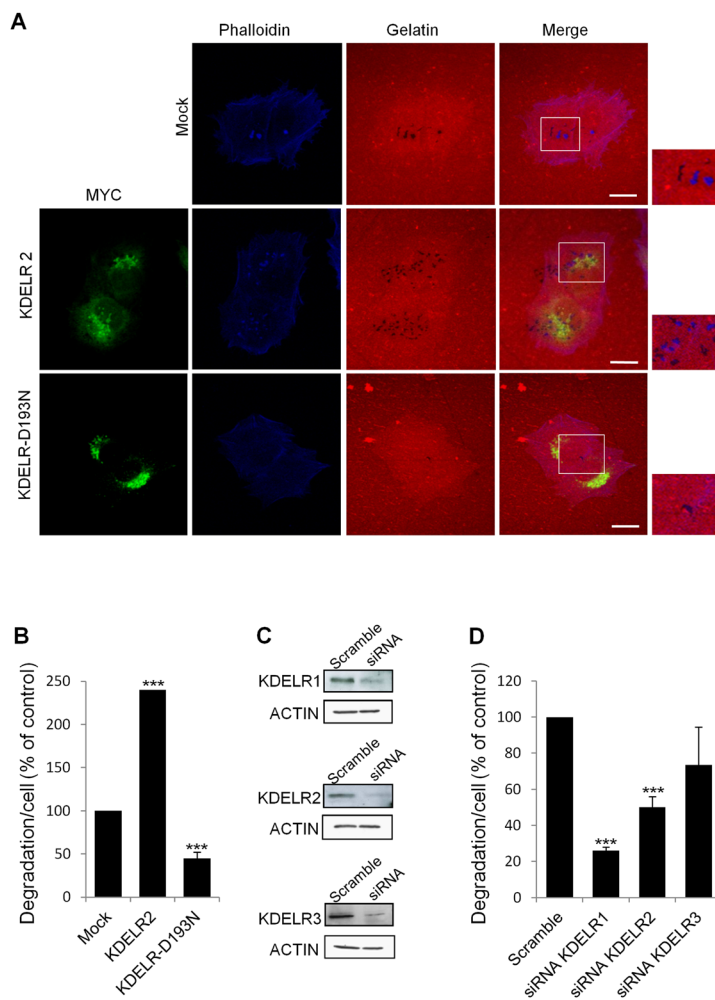 A
Phalloidin Gelatin Merge
Mock
MYC
KDELR 2
KDELR-D193N
B
Degradation/cell (% of control)
250
200
150
100
50
0
***
***
Mock
KDELR2
KDELR-D193N
C
Scramble siRNA
KDELR1
ACTIN
Scramble siRNA
KDELR2
ACTIN
Scramble siRNA
KDELR3
ACTIN
D
Degradation/cell (% of control)
120
100
80
60
40
20
0
***
***
Scramble
siRNA KDELR1
siRNA KDELR2
siRNA KDELR3